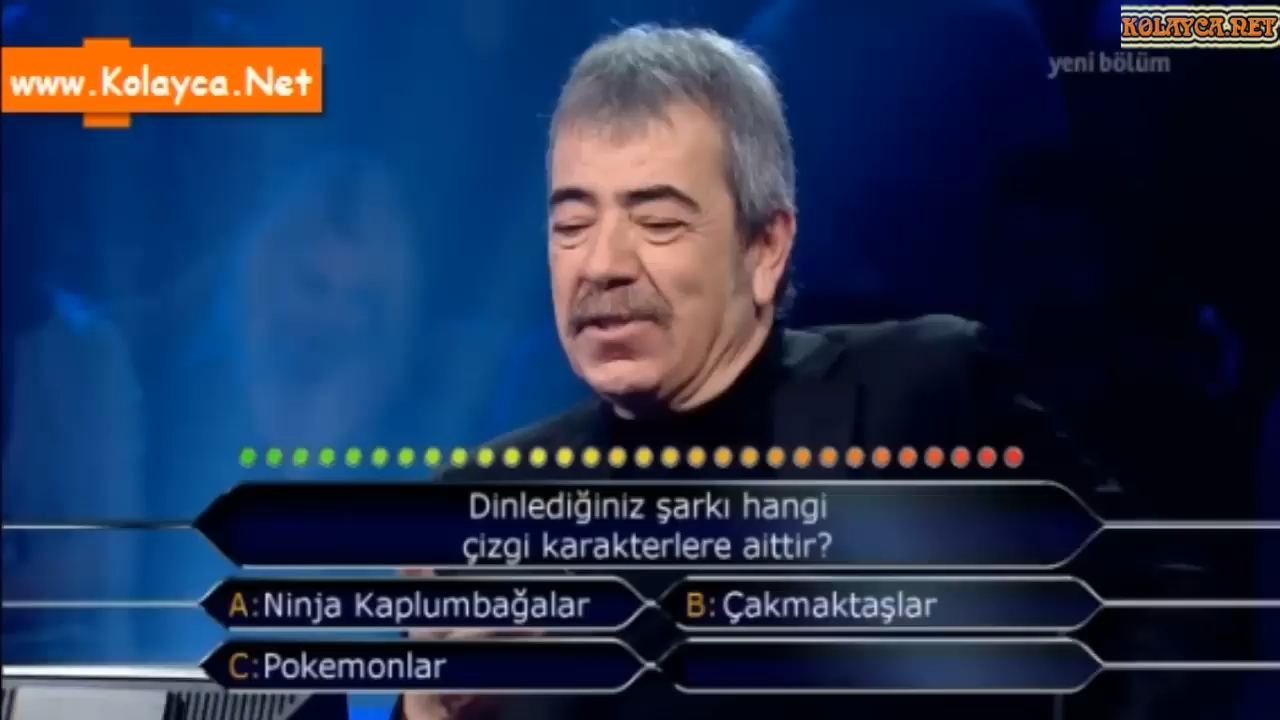 KOLAYCA.NET
www.Kolayca.Net
yeni bölüm
Dinlediğiniz şarkı hangi
çizgi karakterlere aittir?
A:Ninja Kaplumbağalar
B:Çakmaktaşlar
C:Pokemonlar